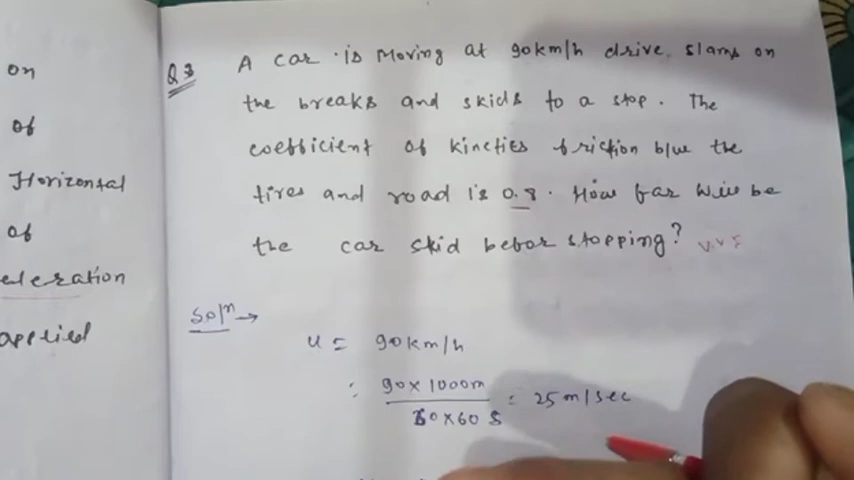 on
of
Horizontal
of
eleration
applied
Q3 A car is Moving at 90km/h drive slams on
the breaks and skids to a stop. The
coefficient of kinetics friction b/w the
tires and road is 0.8. How far will be
the car skid befor stopping? V.V.I
Solⁿ →
u = 90km/h
: 90 x 1000m / 60 x 60 s = 25 m/sec